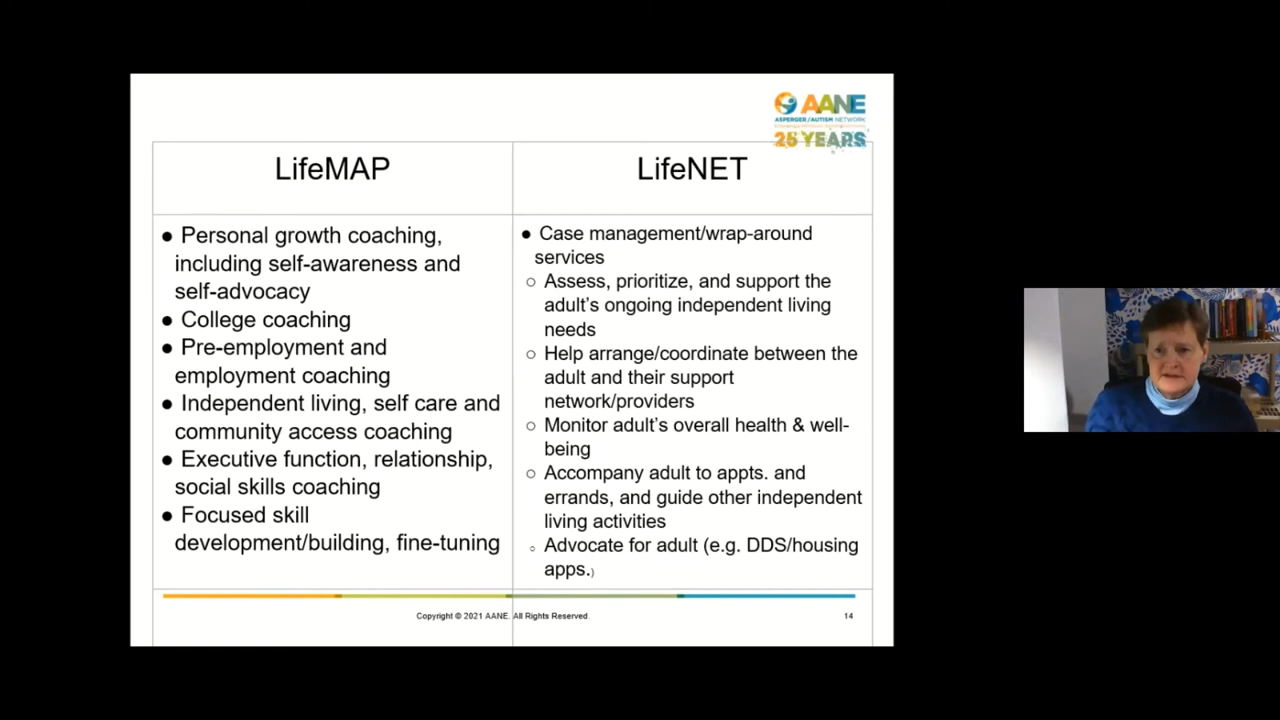 AANE
ASPERGER / AUTISM NETWORK
25 YEARS
LifeMAP
● Personal growth coaching,
including self-awareness and
self-advocacy
● College coaching
● Pre-employment and
employment coaching
● Independent living, self care and
community access coaching
● Executive function, relationship,
social skills coaching
● Focused skill
development/building, fine-tuning
LifeNET
● Case management/wrap-around
services
○ Assess, prioritize, and support the
adult's ongoing independent living
needs
○ Help arrange/coordinate between the
adult and their support
network/providers
○ Monitor adult's overall health & well-
being
○ Accompany adult to appts. and
errands, and guide other independent
living activities
○ Advocate for adult (e.g. DDS/housing
apps.)
Copyright © 2021 AANE. All Rights Reserved.
14